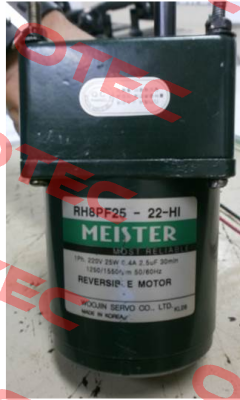 RH8PF25 - 22-HI
MEISTER
MOST RELIABLE
1Ph 220V 25W 0.4A 2.5uF 30min
1250/1550rpm 50/60Hz
REVERSIBLE MOTOR
WOOJIN SERVO CO., LTD.
MADE IN KOREA